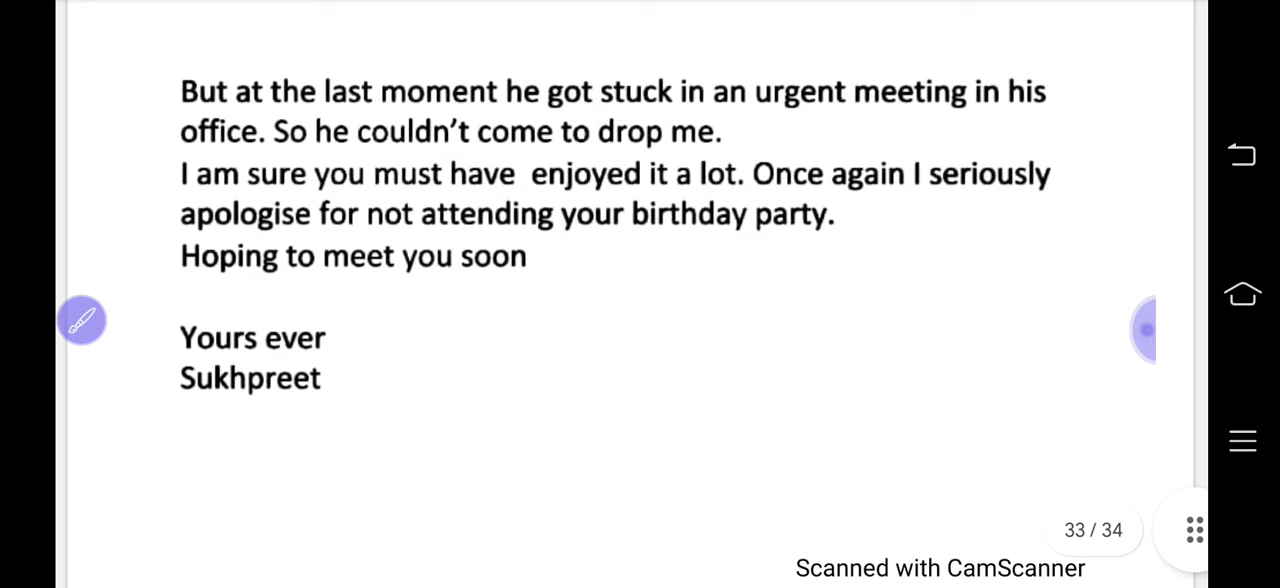 But at the last moment he got stuck in an urgent meeting in his
office. So he couldn't come to drop me.
I am sure you must have  enjoyed it a lot. Once again I seriously
apologise for not attending your birthday party.
Hoping to meet you soon
Yours ever
Sukhpreet
33 / 34
Scanned with CamScanner